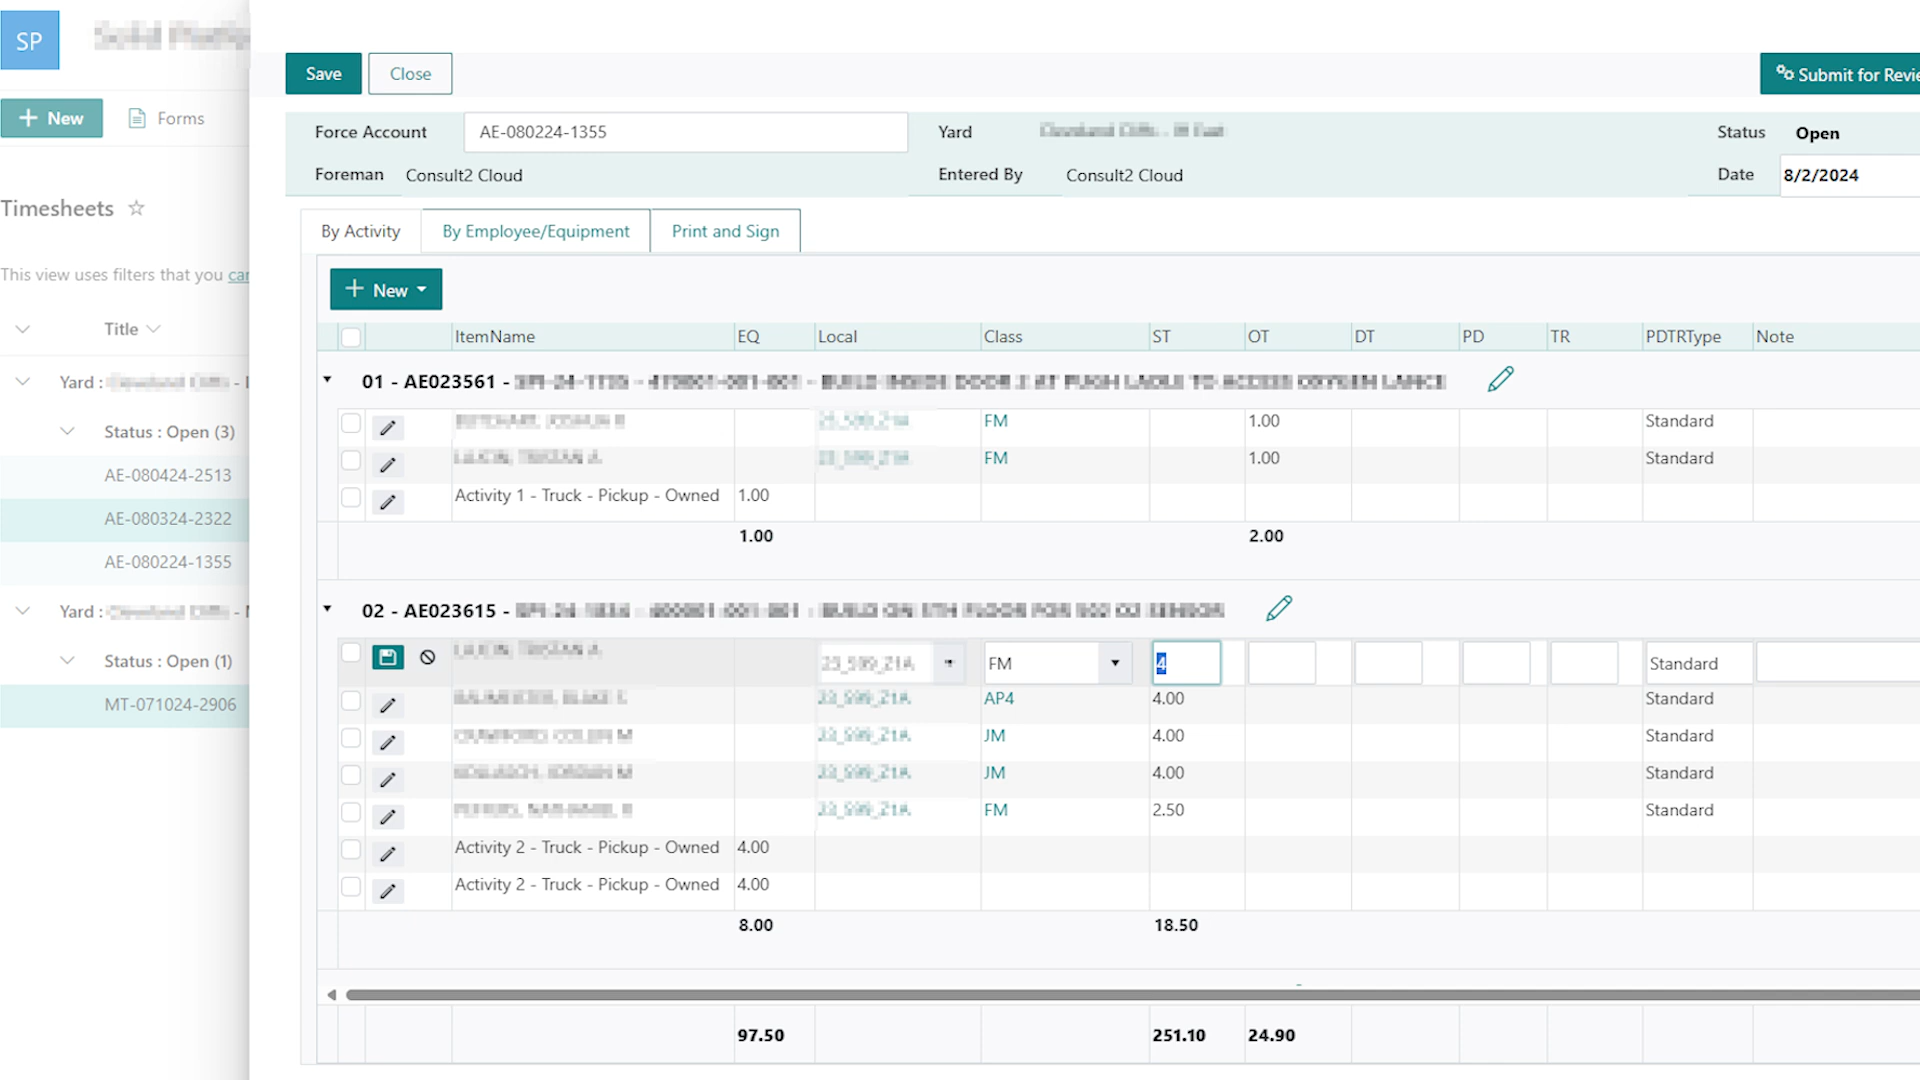 SP
Save
Close
Submit for Revie
New
Forms
Force Account
AE-080224-1355
Yard
Status
Open
Foreman
Consult2 Cloud
Entered By
Consult2 Cloud
Date
8/2/2024
Timesheets
By Activity
By Employee/Equipment
Print and Sign
This view uses filters that you can
New
Title
ItemName EQ Local Class ST OT DT PD TR PDTRType Note
Yard :
01 - AE023561 -
FM 1.00 Standard
Status : Open (3)
FM 1.00 Standard
AE-080424-2513
Activity 1 - Truck - Pickup - Owned 1.00
AE-080324-2322
1.00 2.00
AE-080224-1355
Yard :
02 - AE023615 -
Status : Open (1)
FM 4 Standard
MT-071024-2906
AP4 4.00 Standard
JM 4.00 Standard
JM 4.00 Standard
FM 2.50 Standard
Activity 2 - Truck - Pickup - Owned 4.00
Activity 2 - Truck - Pickup - Owned 4.00
8.00 18.50
97.50 251.10 24.90